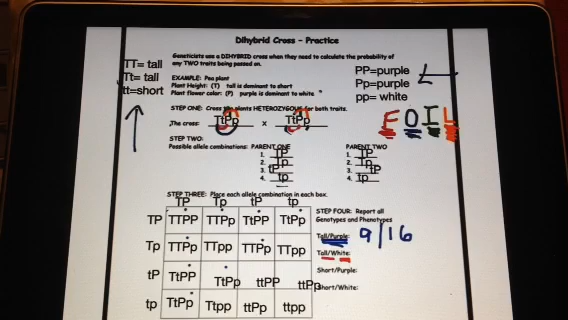 Dihybrid Cross - Practice
Geneticists use a DIHYBRID cross when they need to calculate the probability of
any TWO traits being passed on.
TT= tall
Tt= tall
tt=short
PP=purple
Pp=purple
pp= white
EXAMPLE: Pea plant
Plant Height: (T) tall is dominant to short
Plant flower color: (P) purple is dominant to white
STEP ONE: Cross two plants HETEROZYGOUS for both traits.
FOIL
The cross: TtPp x TtPp
STEP TWO:
Possible allele combinations: PARENT ONE PARENT TWO
1. TP 1. TP
2. Tp 2. Tp
3. tP 3. tP
4. tp 4. tp
STEP THREE: Place each allele combination in each box.
TP Tp tP tp
TP TTPP TTPp TtPP TtPp
Tp TTPp TTpp TTPp TTpp
tP TtPP TtPp ttPP ttPp
tp TtPp Ttpp ttPp ttpp
STEP FOUR: Report all
Genotypes and Phenotypes
Tall/Purple: 9/16
Tall/White:
Short/Purple:
Short/White: